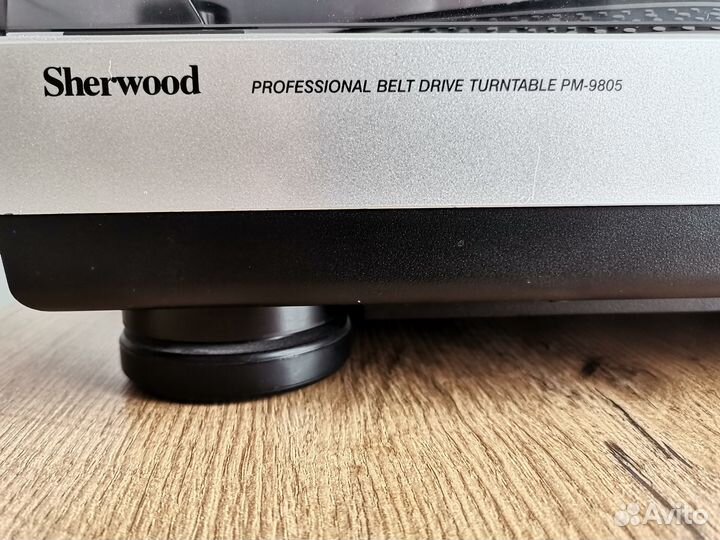 Sherwood PROFESSIONAL BELT DRIVE TURNTABLE PM-9805
Avito